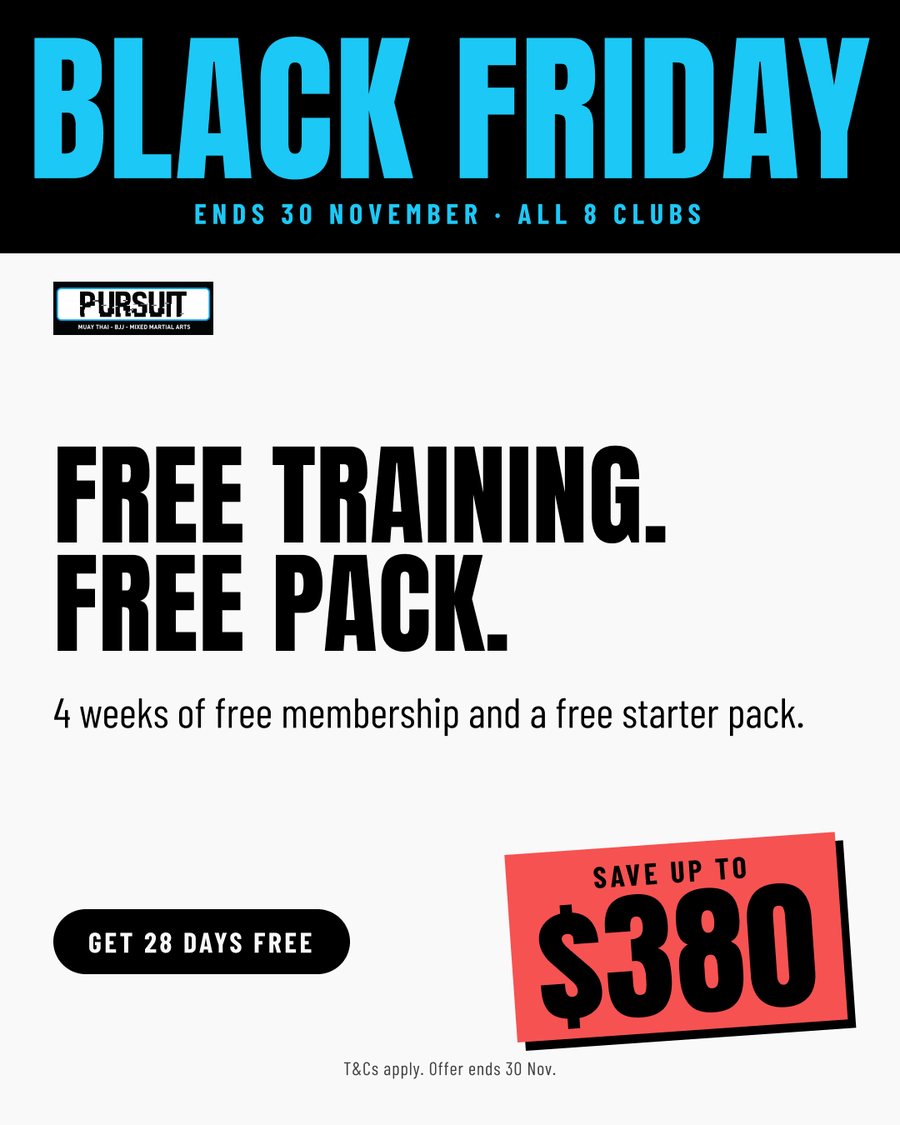 BLACK FRIDAY
ENDS 30 NOVEMBER · ALL 8 CLUBS
PURSUIT
MUAY THAI - BJJ - MIXED MARTIAL ARTS
FREE TRAINING.
FREE PACK.
4 weeks of free membership and a free starter pack.
SAVE UP TO
$380
GET 28 DAYS FREE
T&Cs apply. Offer ends 30 Nov.